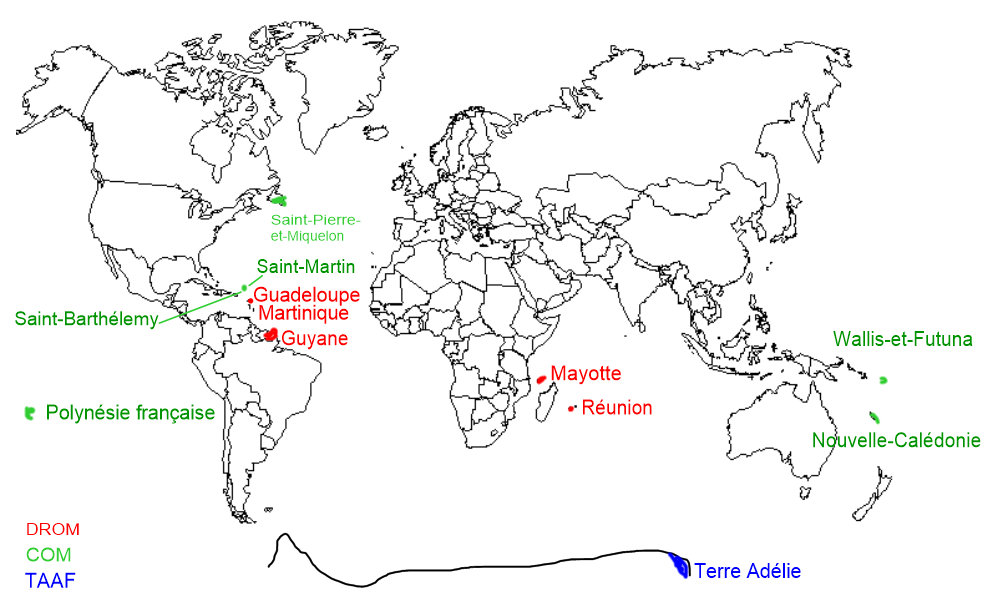 Saint-Pierre-
et-Miquelon
Saint-Martin
Guadeloupe
Martinique
Saint-Barthélemy
Guyane
Wallis-et-Futuna
Mayotte
Réunion
Polynésie française
Nouvelle-Calédonie
DROM
COM
TAAF
Terre Adélie